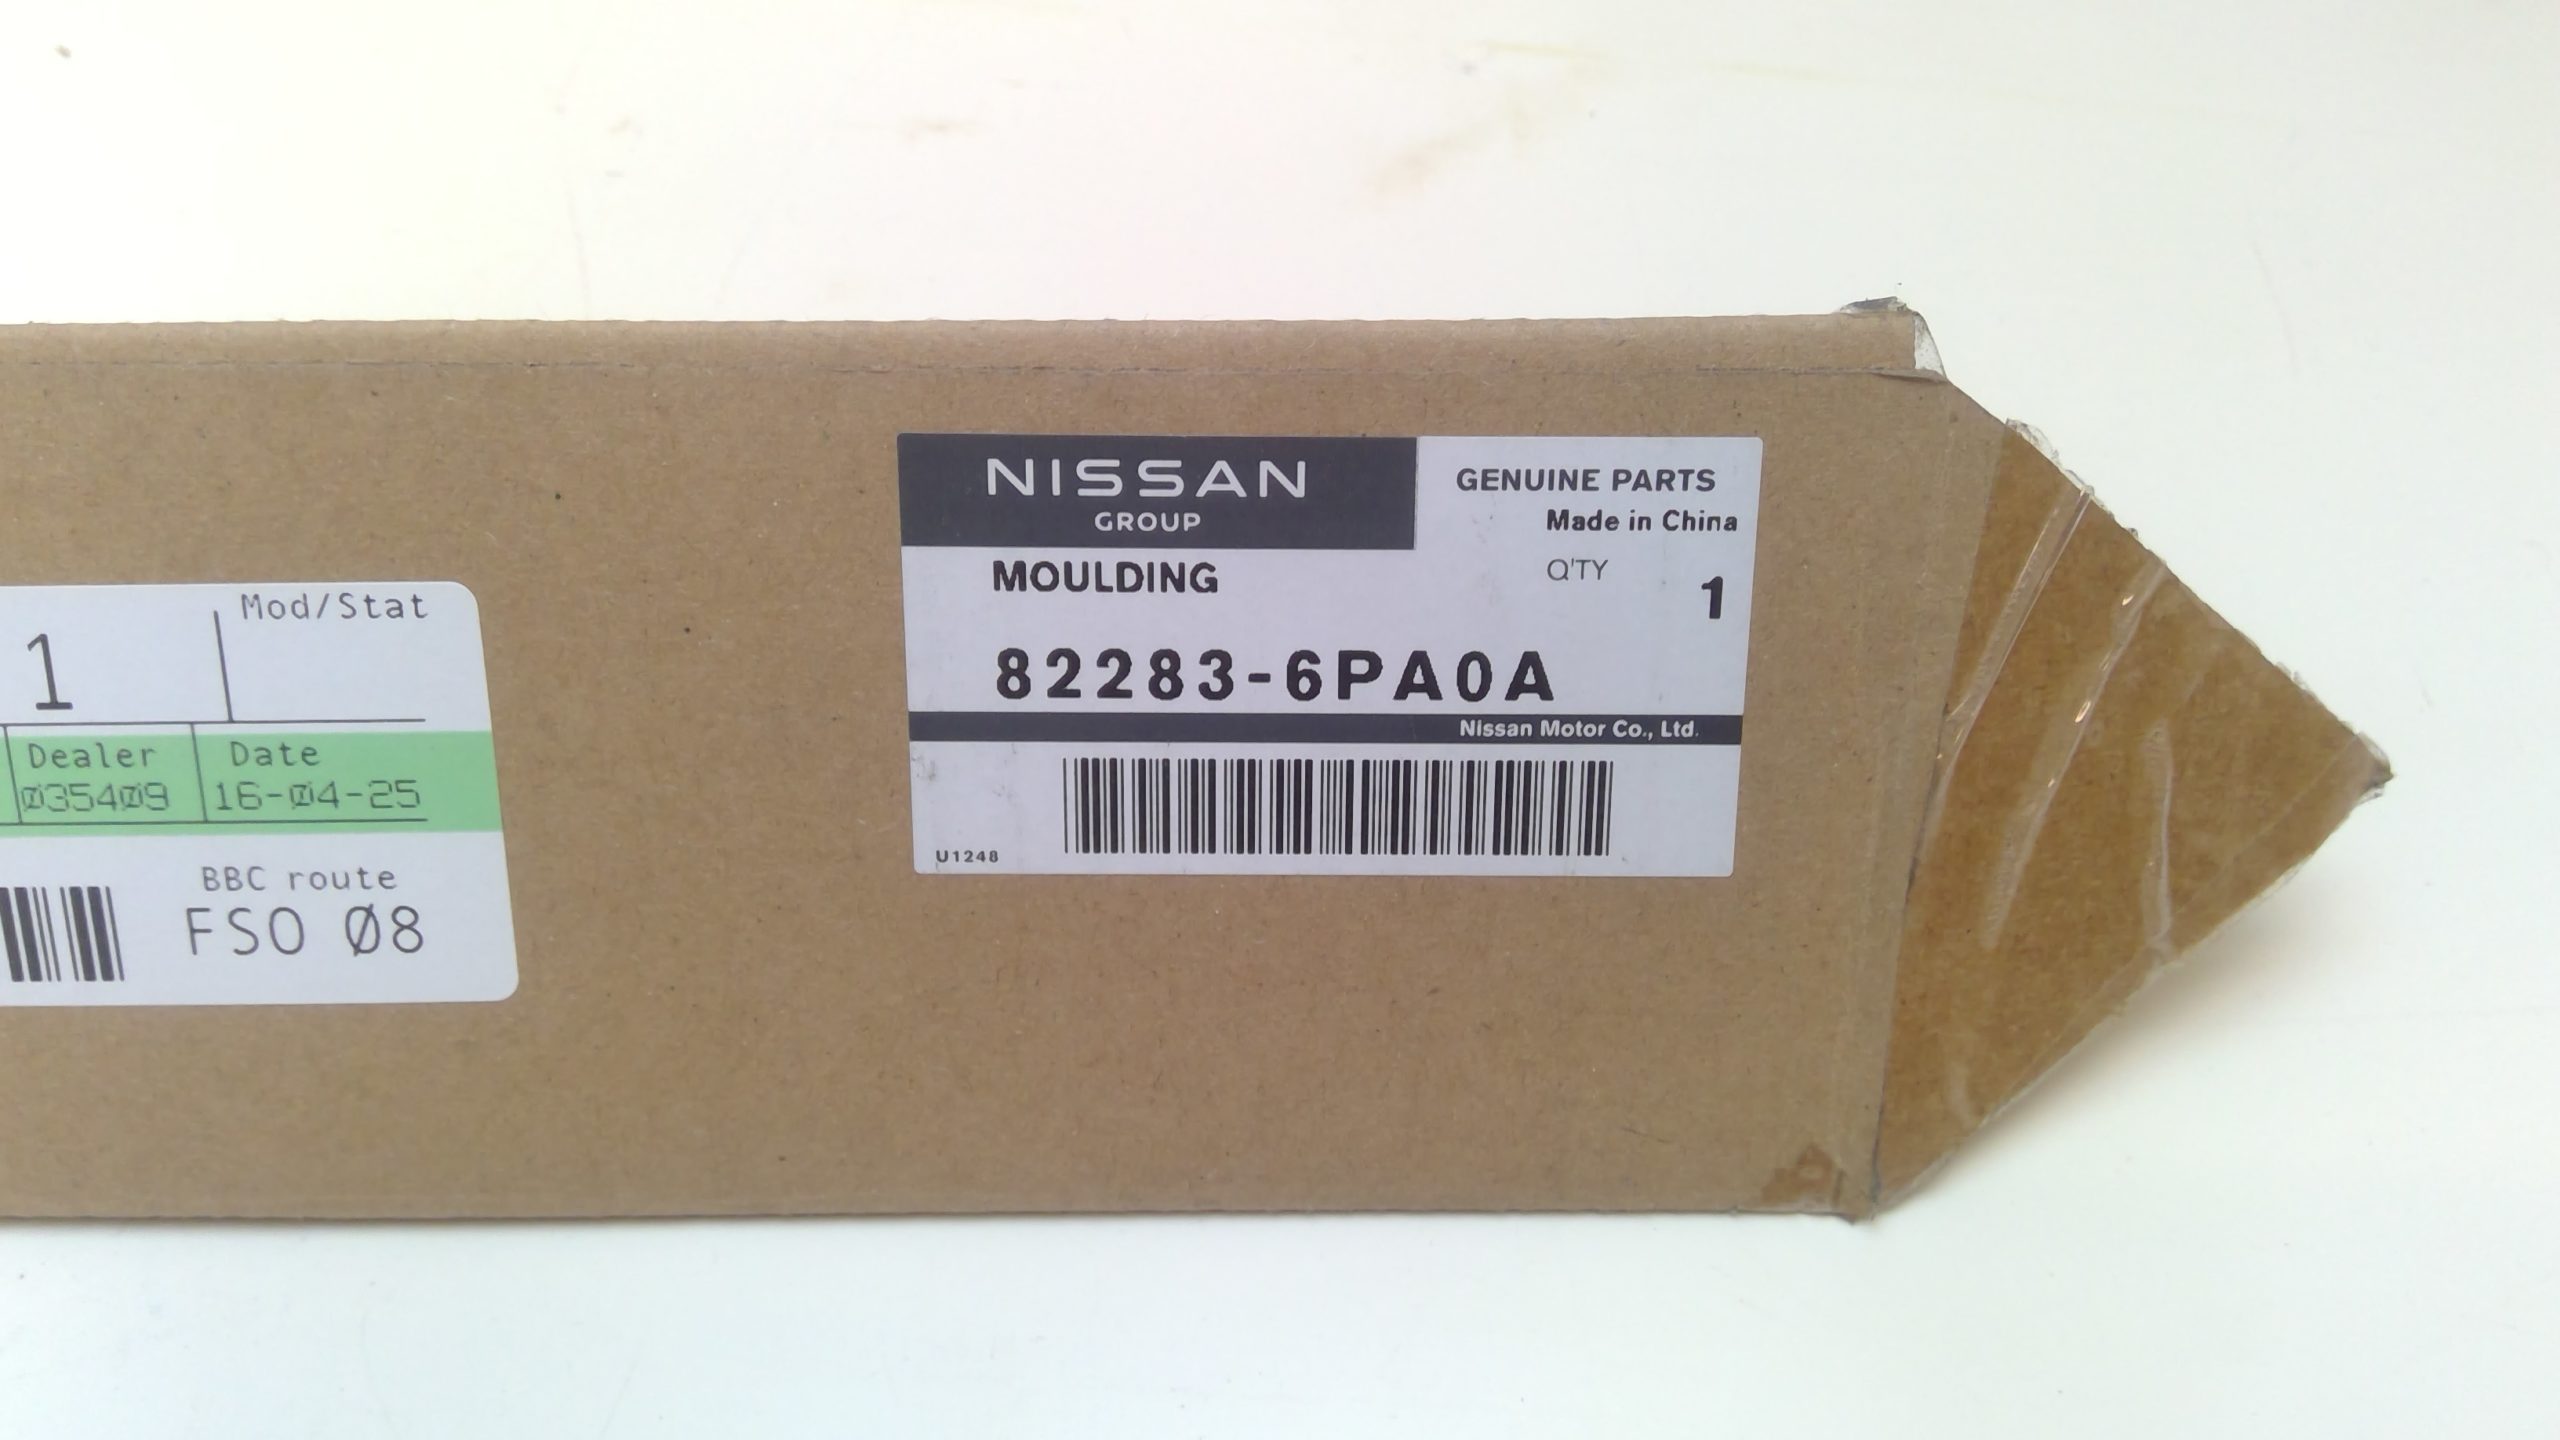 NISSAN
GROUP
GENUINE PARTS
Made in China
MOULDING
Q'TY
1
82283-6PA0A
Nissan Motor Co., Ltd.
U1248
1
Mod/Stat
Dealer
Date
Ø354Ø9
16-Ø4-25
BBC route
FSO Ø8